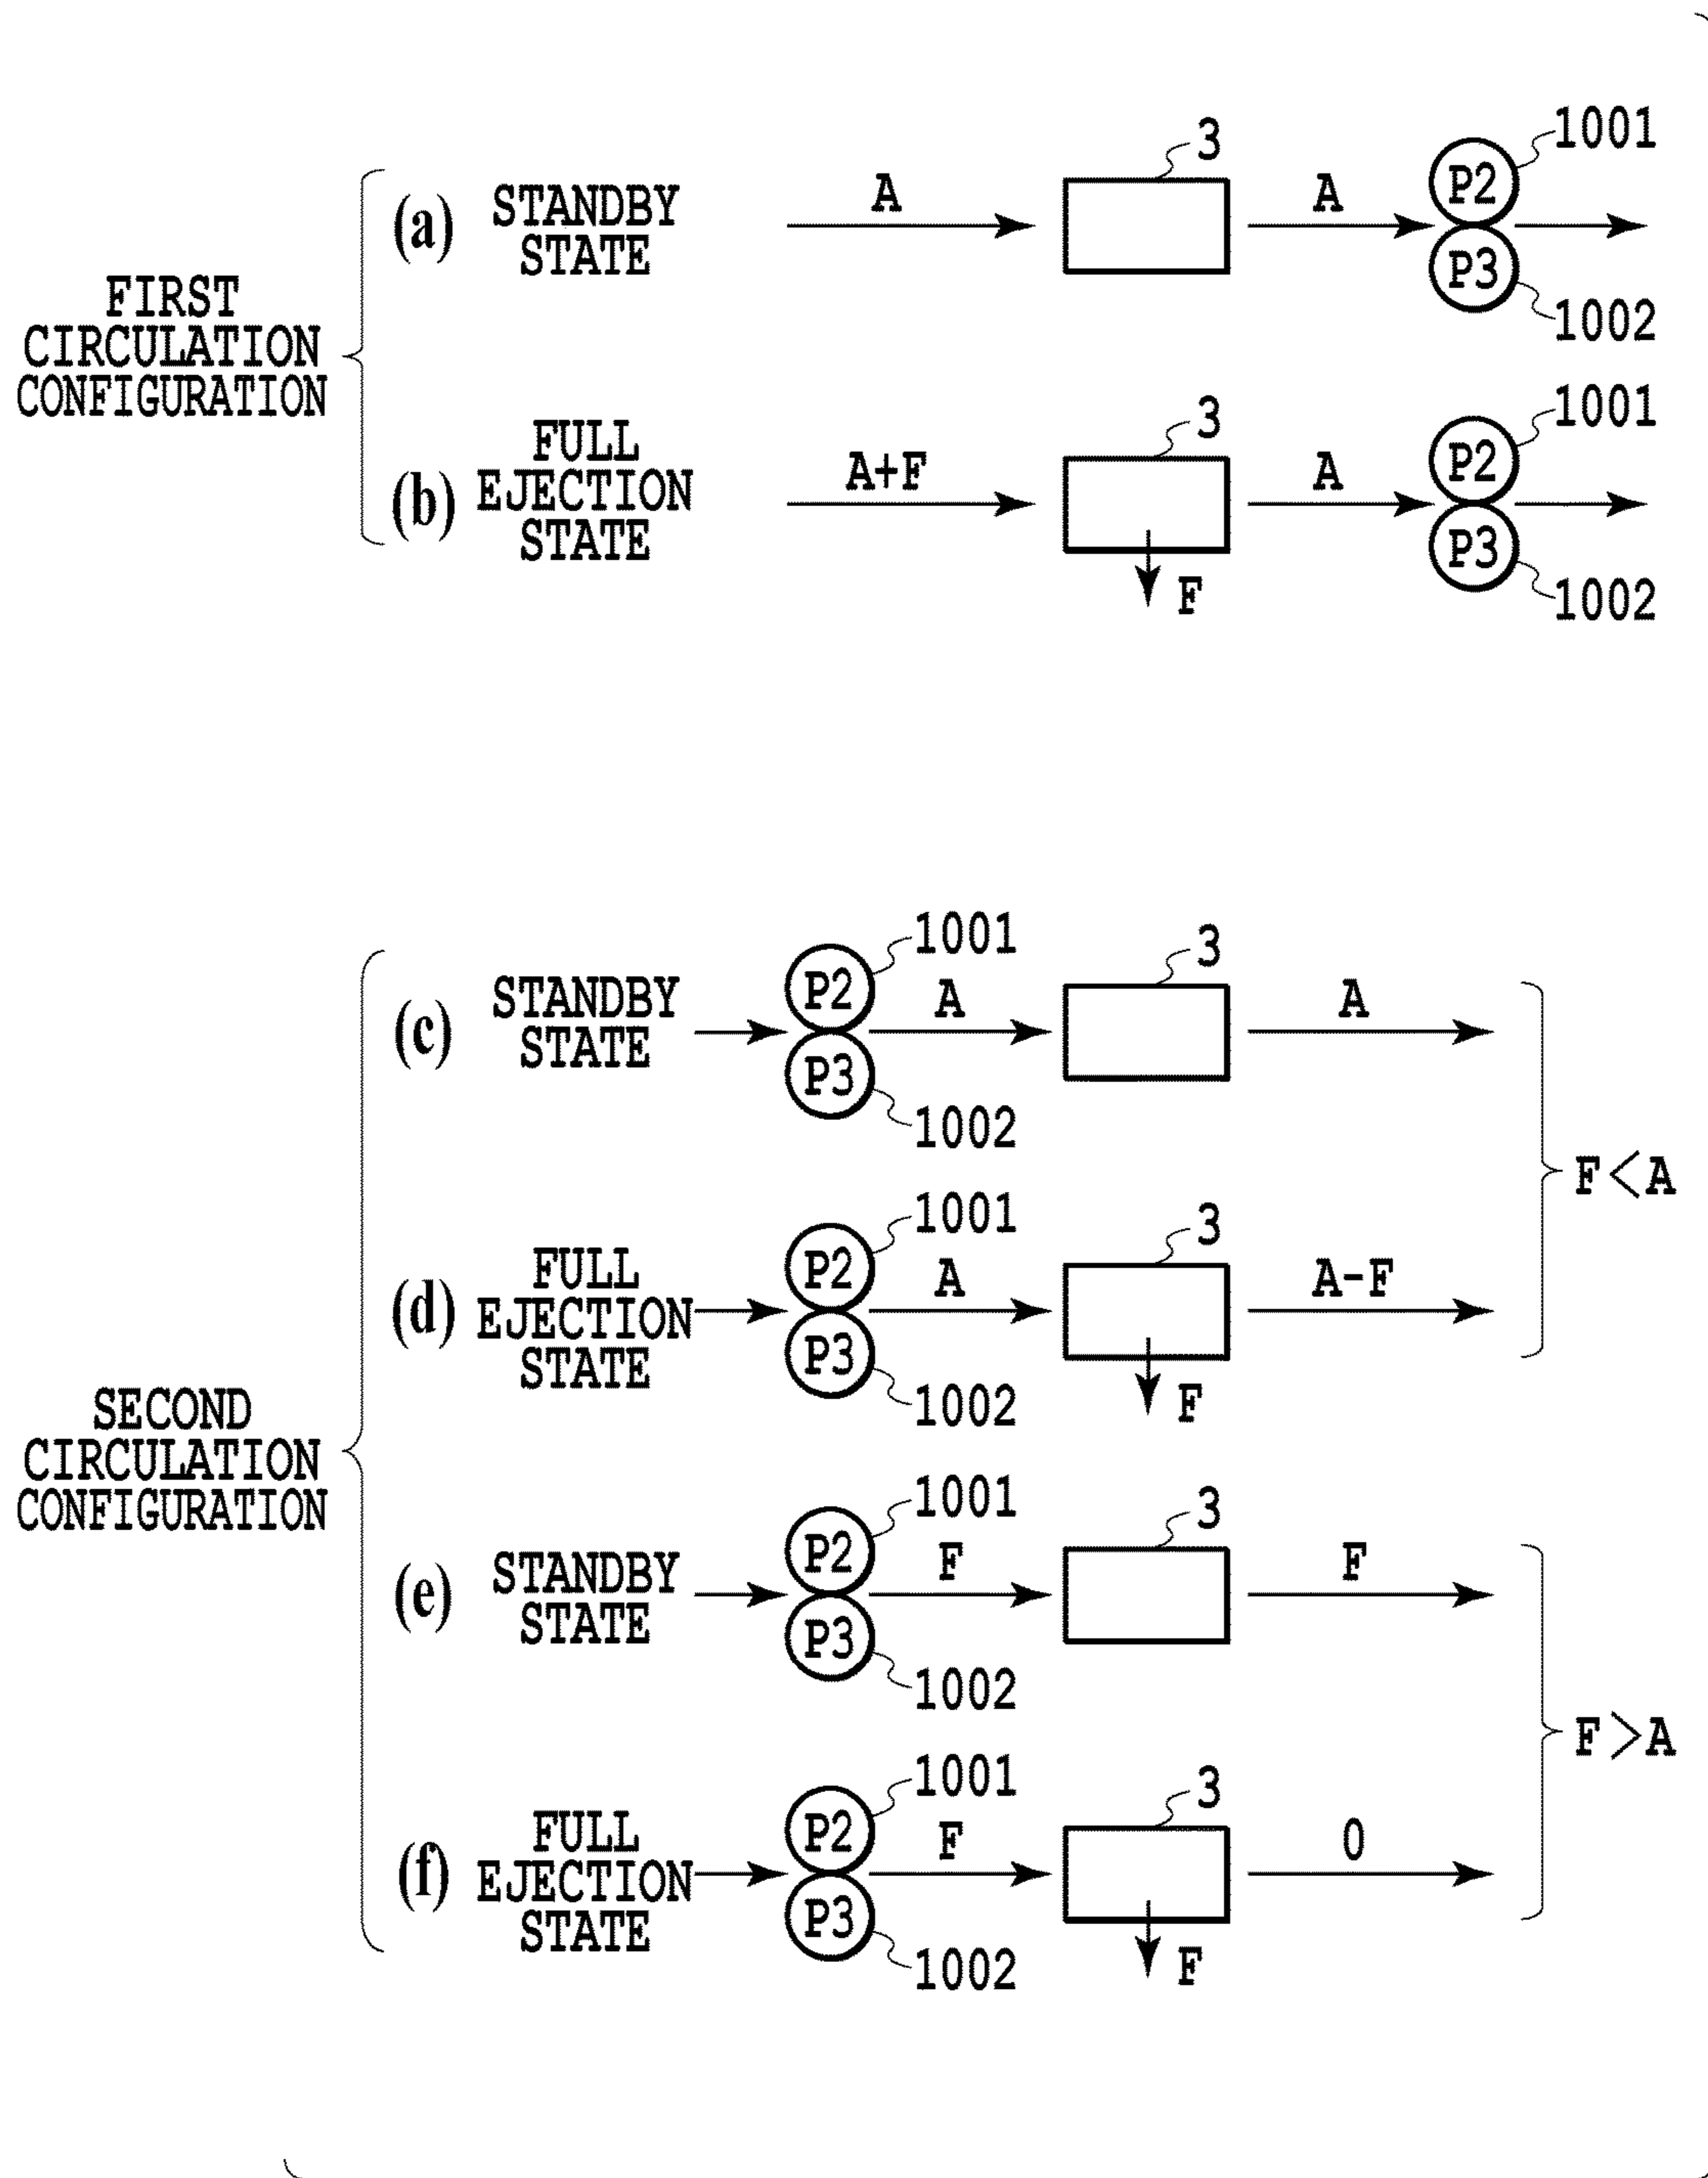 FIRST
CIRCULATION
CONFIGURATION
(a)
STANDBY
STATE
A
3
A
P2
1001
P3
1002
(b)
FULL
EJECTION
STATE
A+F
3
F
A
P2
1001
P3
1002
SECOND
CIRCULATION
CONFIGURATION
(c)
STANDBY
STATE
P2
1001
P3
1002
A
3
A
(d)
FULL
EJECTION
STATE
P2
1001
P3
1002
A
3
F
A-F
F<A
(e)
STANDBY
STATE
P2
1001
P3
1002
F
3
F
(f)
FULL
EJECTION
STATE
P2
1001
P3
1002
F
3
F
0
F>A